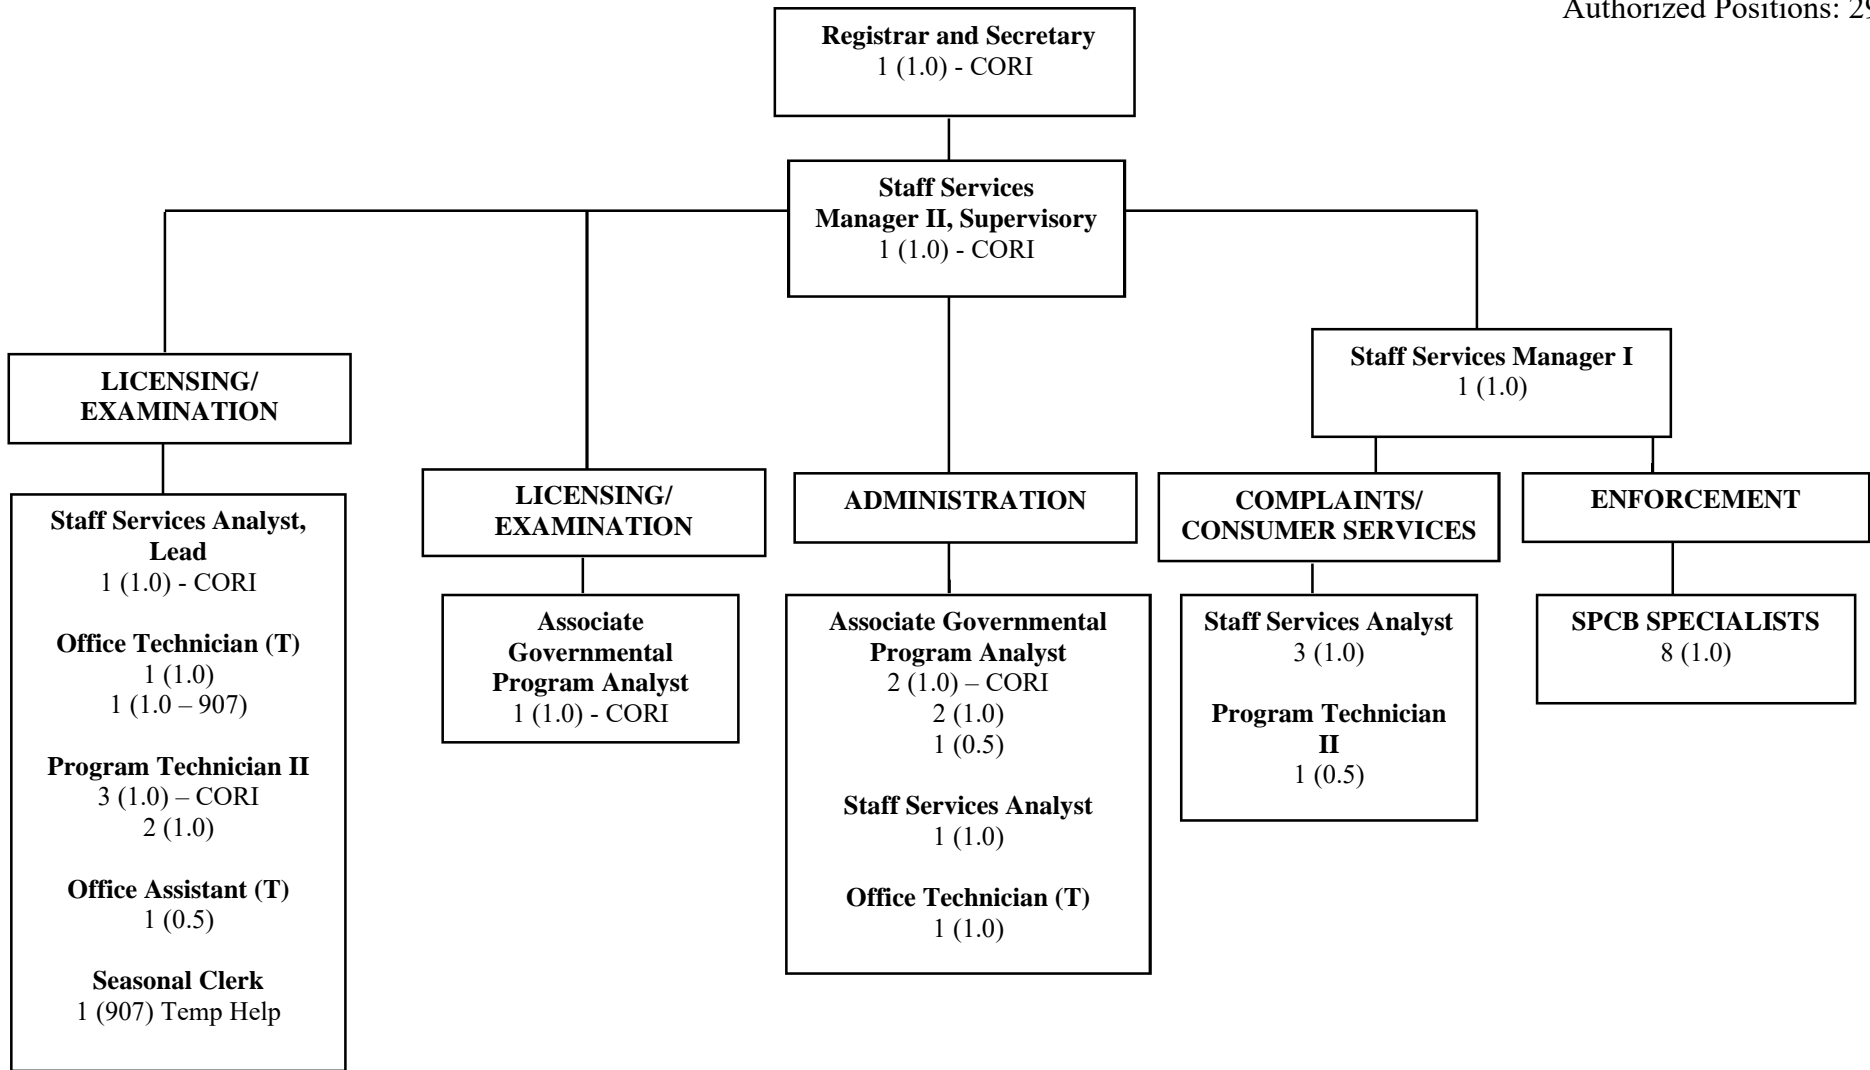 Authorized Positions: 29
Registrar and Secretary
1 (1.0) - CORI
Staff Services
Manager II, Supervisory
1 (1.0) - CORI
Staff Services Manager I
1 (1.0)
LICENSING/
EXAMINATION
Staff Services Analyst,
Lead
1 (1.0) - CORI
Office Technician (T)
1 (1.0)
1 (1.0 – 907)
Program Technician II
3 (1.0) – CORI
2 (1.0)
Office Assistant (T)
1 (0.5)
Seasonal Clerk
1 (907) Temp Help
LICENSING/
EXAMINATION
Associate
Governmental
Program Analyst
1 (1.0) - CORI
ADMINISTRATION
Associate Governmental
Program Analyst
2 (1.0) – CORI
2 (1.0)
1 (0.5)
Staff Services Analyst
1 (1.0)
Office Technician (T)
1 (1.0)
COMPLAINTS/
CONSUMER SERVICES
Staff Services Analyst
3 (1.0)
Program Technician
II
1 (0.5)
ENFORCEMENT
SPCB SPECIALISTS
8 (1.0)